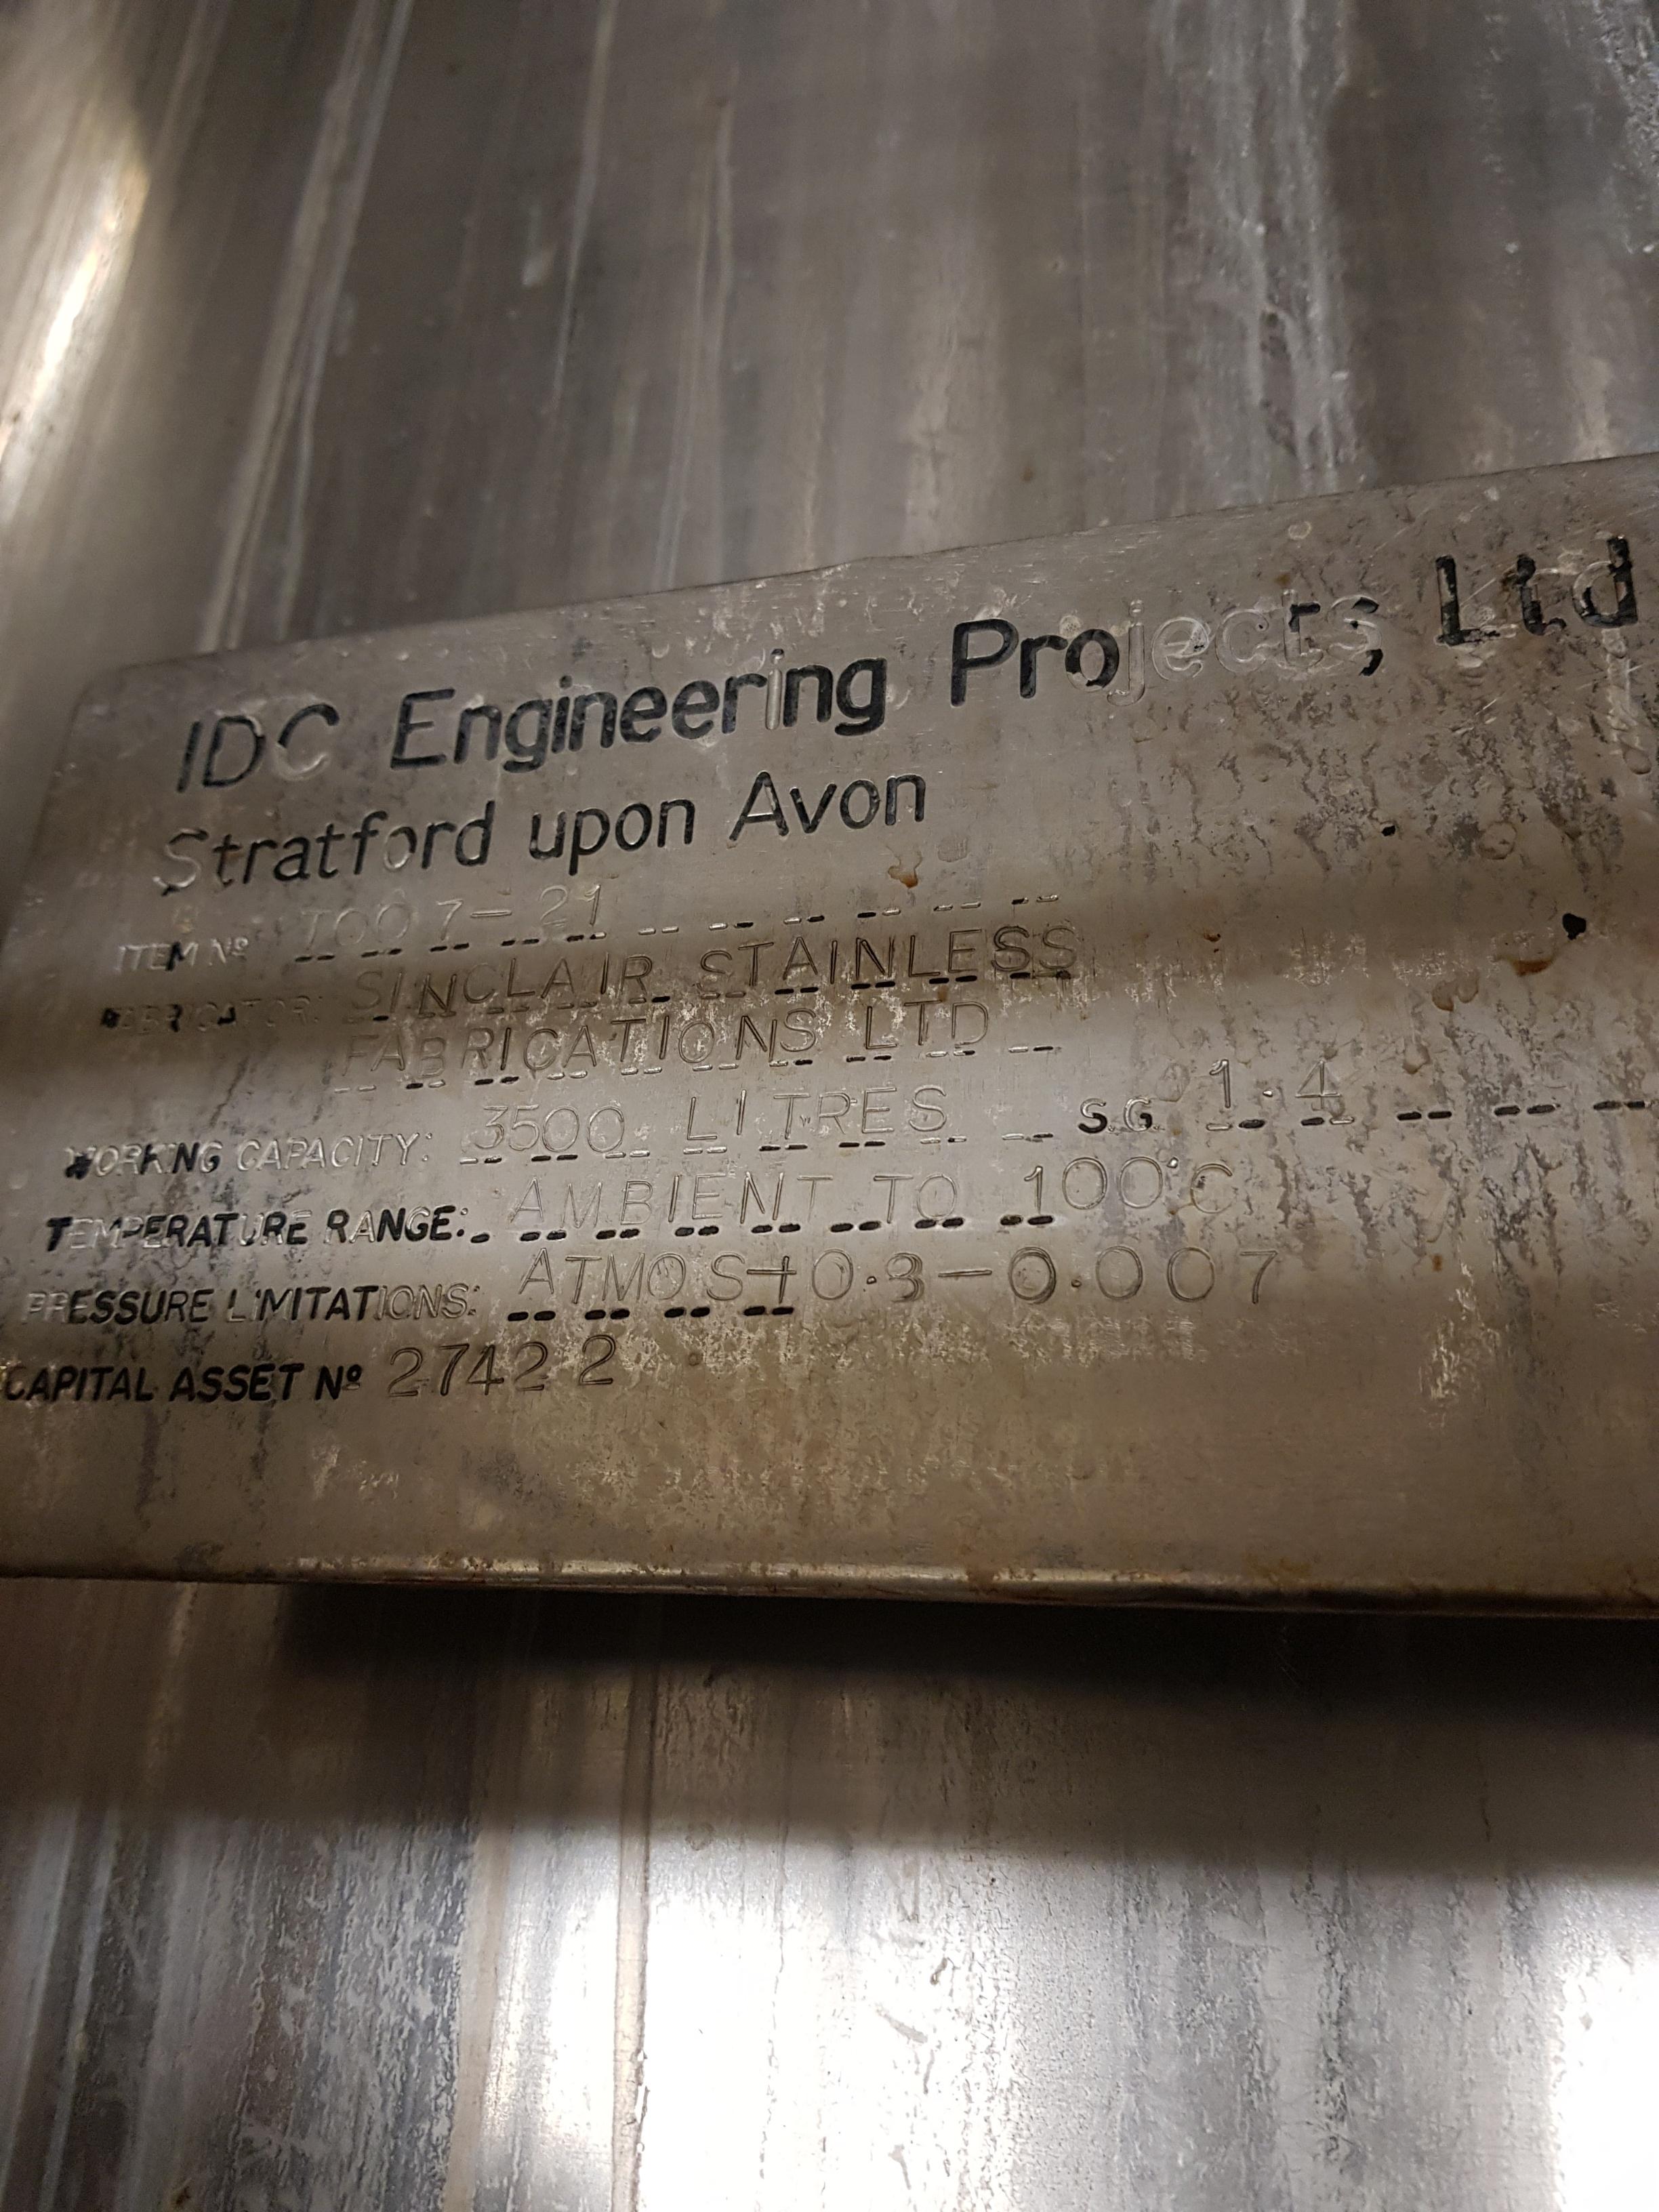 IDC Engineering Projects, Ltd
Stratford upon Avon
ITEM Nº T007-21
FABRICATOR: SINCLAIR STAINLESS
FABRICATIONS LTD
WORKING CAPACITY: 3500 LITRES S.G. 1.4
TEMPERATURE RANGE: AMBIENT TO 100°C
PRESSURE LIMITATIONS: ATMOS+0.3-0.007
CAPITAL ASSET Nº 27422